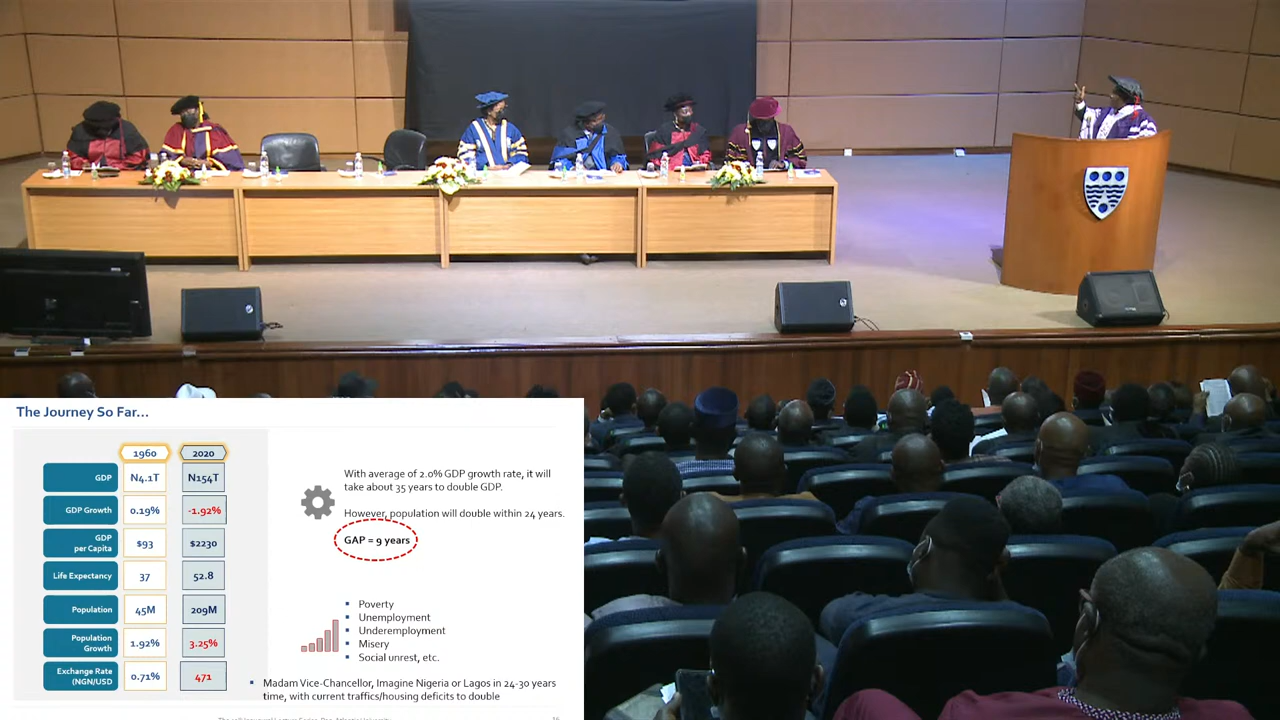 The Journey So Far...
1960 2020
GDP N4.1T N154T
GDP Growth 0.19% -1.92%
GDP
per Capita $93 $2230
Life Expectancy 37 52.8
Population 45M 209M
Population
Growth 1.92% 3.25%
Exchange Rate
(NGN/USD 0.71% 471
With average of 2.0% GDP growth rate, it will
take about 35 years to double GDP.
However, population will double within 24 years.
GAP = 9 years
▪ Poverty
▪ Unemployment
▪ Underemployment
▪ Misery
▪ Social unrest, etc.
▪ Madam Vice-Chancellor, Imagine Nigeria or Lagos in 24-30 years
time, with current traffics/housing deficits to double